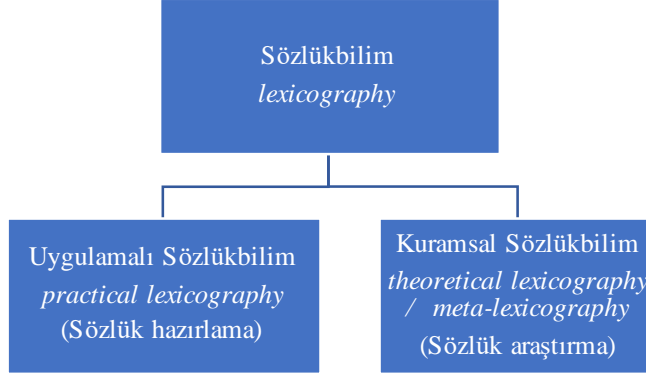 Sözlükbilim
lexicography
Uygulamalı Sözlükbilim
practical lexicography
(Sözlük hazırlama)
Kuramsal Sözlükbilim
theoretical lexicography
/ meta-lexicography
(Sözlük araştırma)